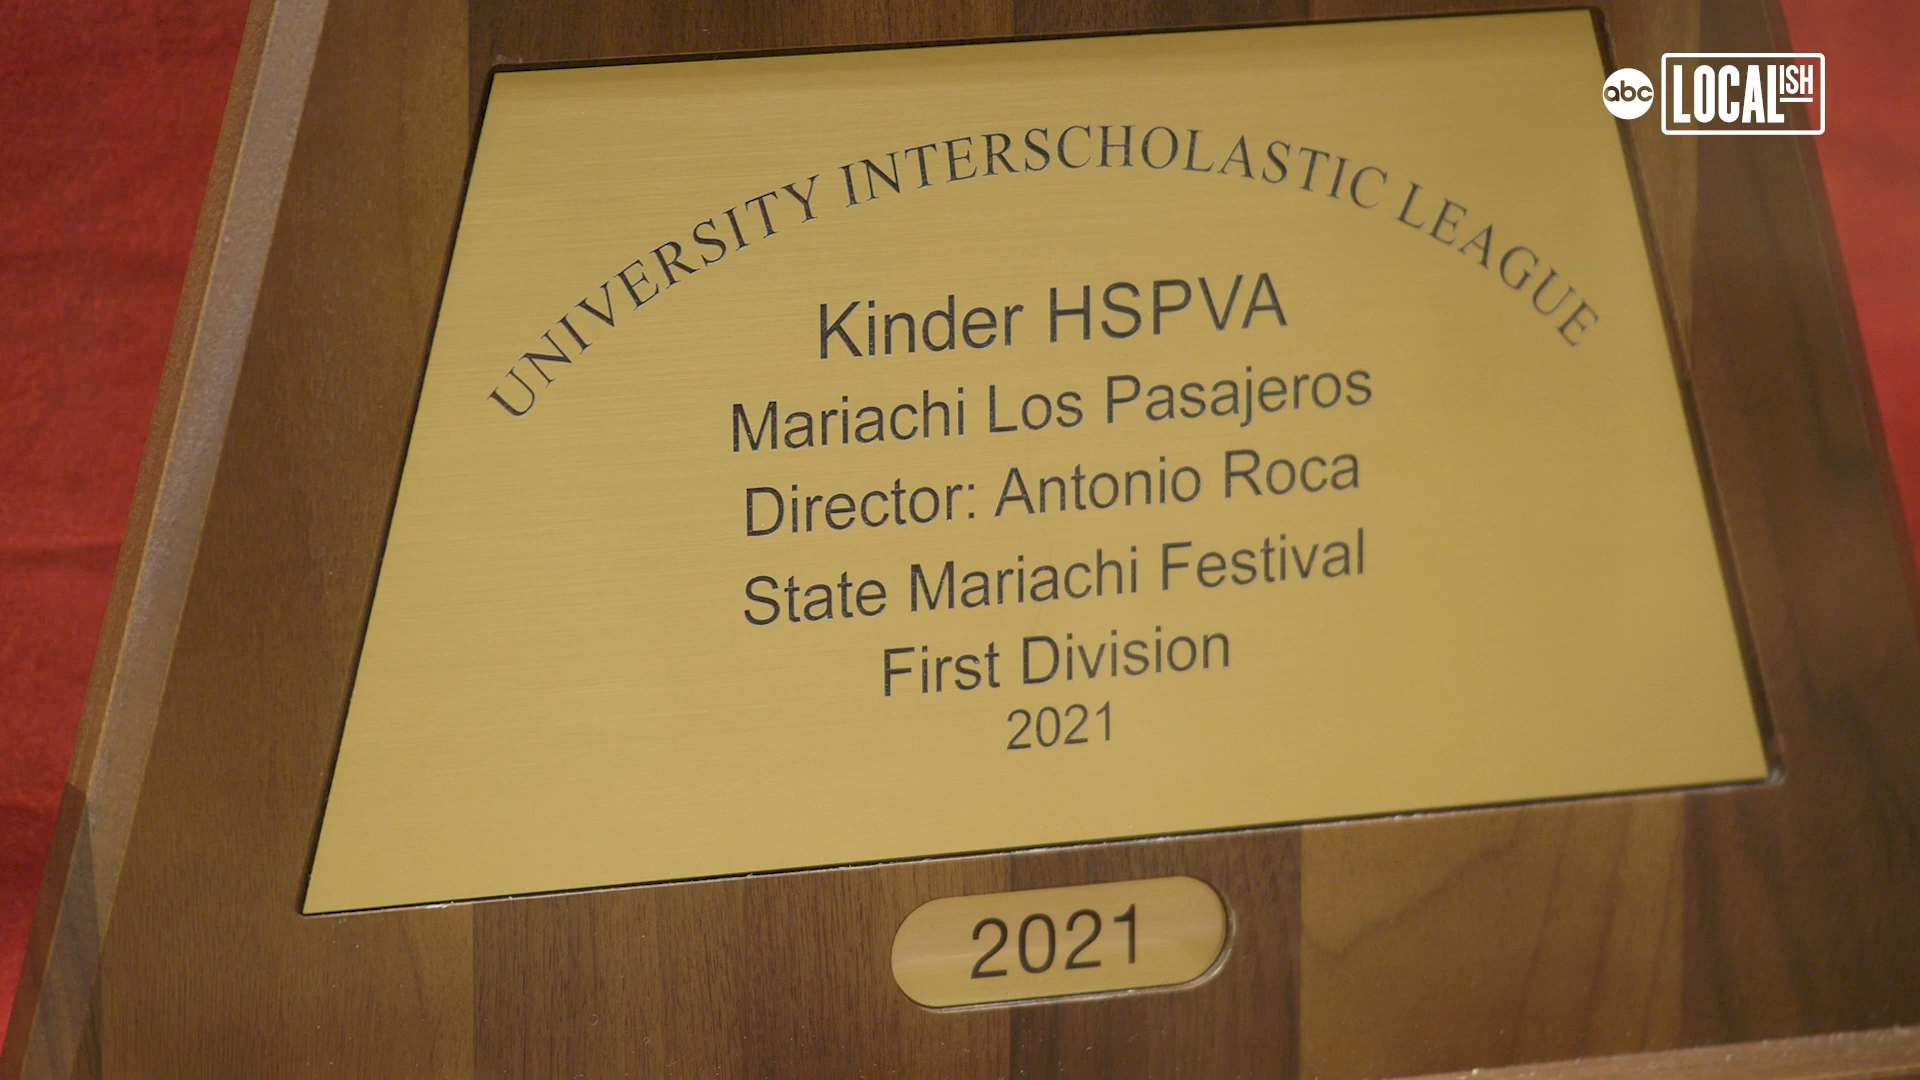 abc LOCALISH
UNIVERSITY INTERSCHOLASTIC LEAGUE
Kinder HSPVA
Mariachi Los Pasajeros
Director: Antonio Roca
State Mariachi Festival
First Division
2021
2021